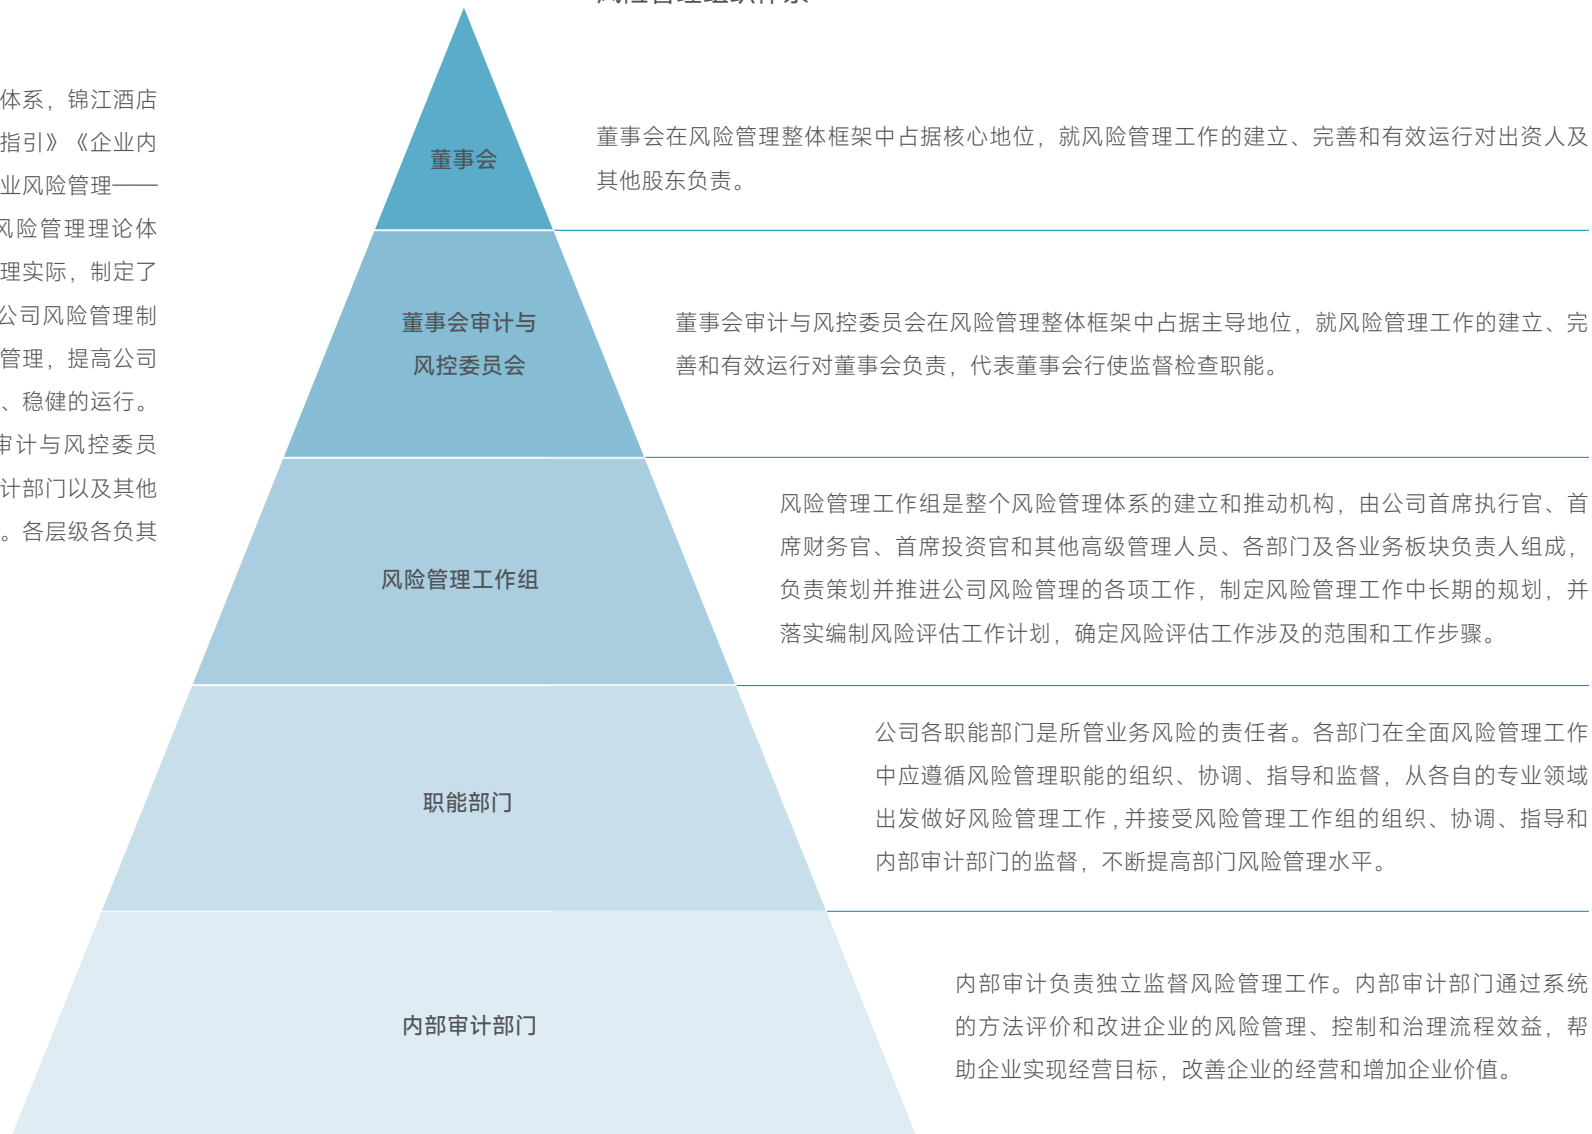 风险管理组织体系
体系，锦江酒店
指引》《企业内
业风险管理——
风险管理理论体
理实际，制定了
公司风险管理制
管理，提高公司
、稳健的运行。
审计与风控委员
计部门以及其他
。各层级各负其
董事会
董事会在风险管理整体框架中占据核心地位，就风险管理工作的建立、完善和有效运行对出资人及
其他股东负责。
董事会审计与
风控委员会
董事会审计与风控委员会在风险管理整体框架中占据主导地位，就风险管理工作的建立、完
善和有效运行对董事会负责，代表董事会行使监督检查职能。
风险管理工作组
风险管理工作组是整个风险管理体系的建立和推动机构，由公司首席执行官、首
席财务官、首席投资官和其他高级管理人员、各部门及各业务板块负责人组成，
负责策划并推进公司风险管理的各项工作，制定风险管理工作中长期的规划，并
落实编制风险评估工作计划，确定风险评估工作涉及的范围和工作步骤。
职能部门
公司各职能部门是所管业务风险的责任者。各部门在全面风险管理工作
中应遵循风险管理职能的组织、协调、指导和监督，从各自的专业领域
出发做好风险管理工作，并接受风险管理工作组的组织、协调、指导和
内部审计部门的监督，不断提高部门风险管理水平。
内部审计部门
内部审计负责独立监督风险管理工作。内部审计部门通过系统
的方法评价和改进企业的风险管理、控制和治理流程效益，帮
助企业实现经营目标，改善企业的经营和增加企业价值。